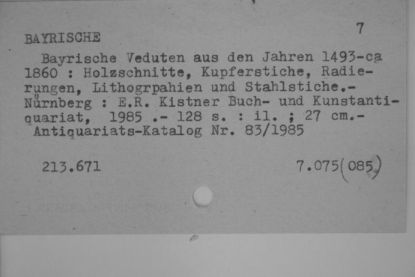 7
BAYRISCHE
Bayrische Veduten aus den Jahren 1493-ca
1860 : Holzschnitte, Kupferstiche, Radie-
rungen, Lithogrpahien und Stahlstiche.-
Nürnberg : E.R. Kistner Buch- und Kunstanti-
quariat, 1985 .- 128 s. : il. ; 27 cm.-
Antiquariats-Katalog Nr. 83/1985
213.671 7.075(085)